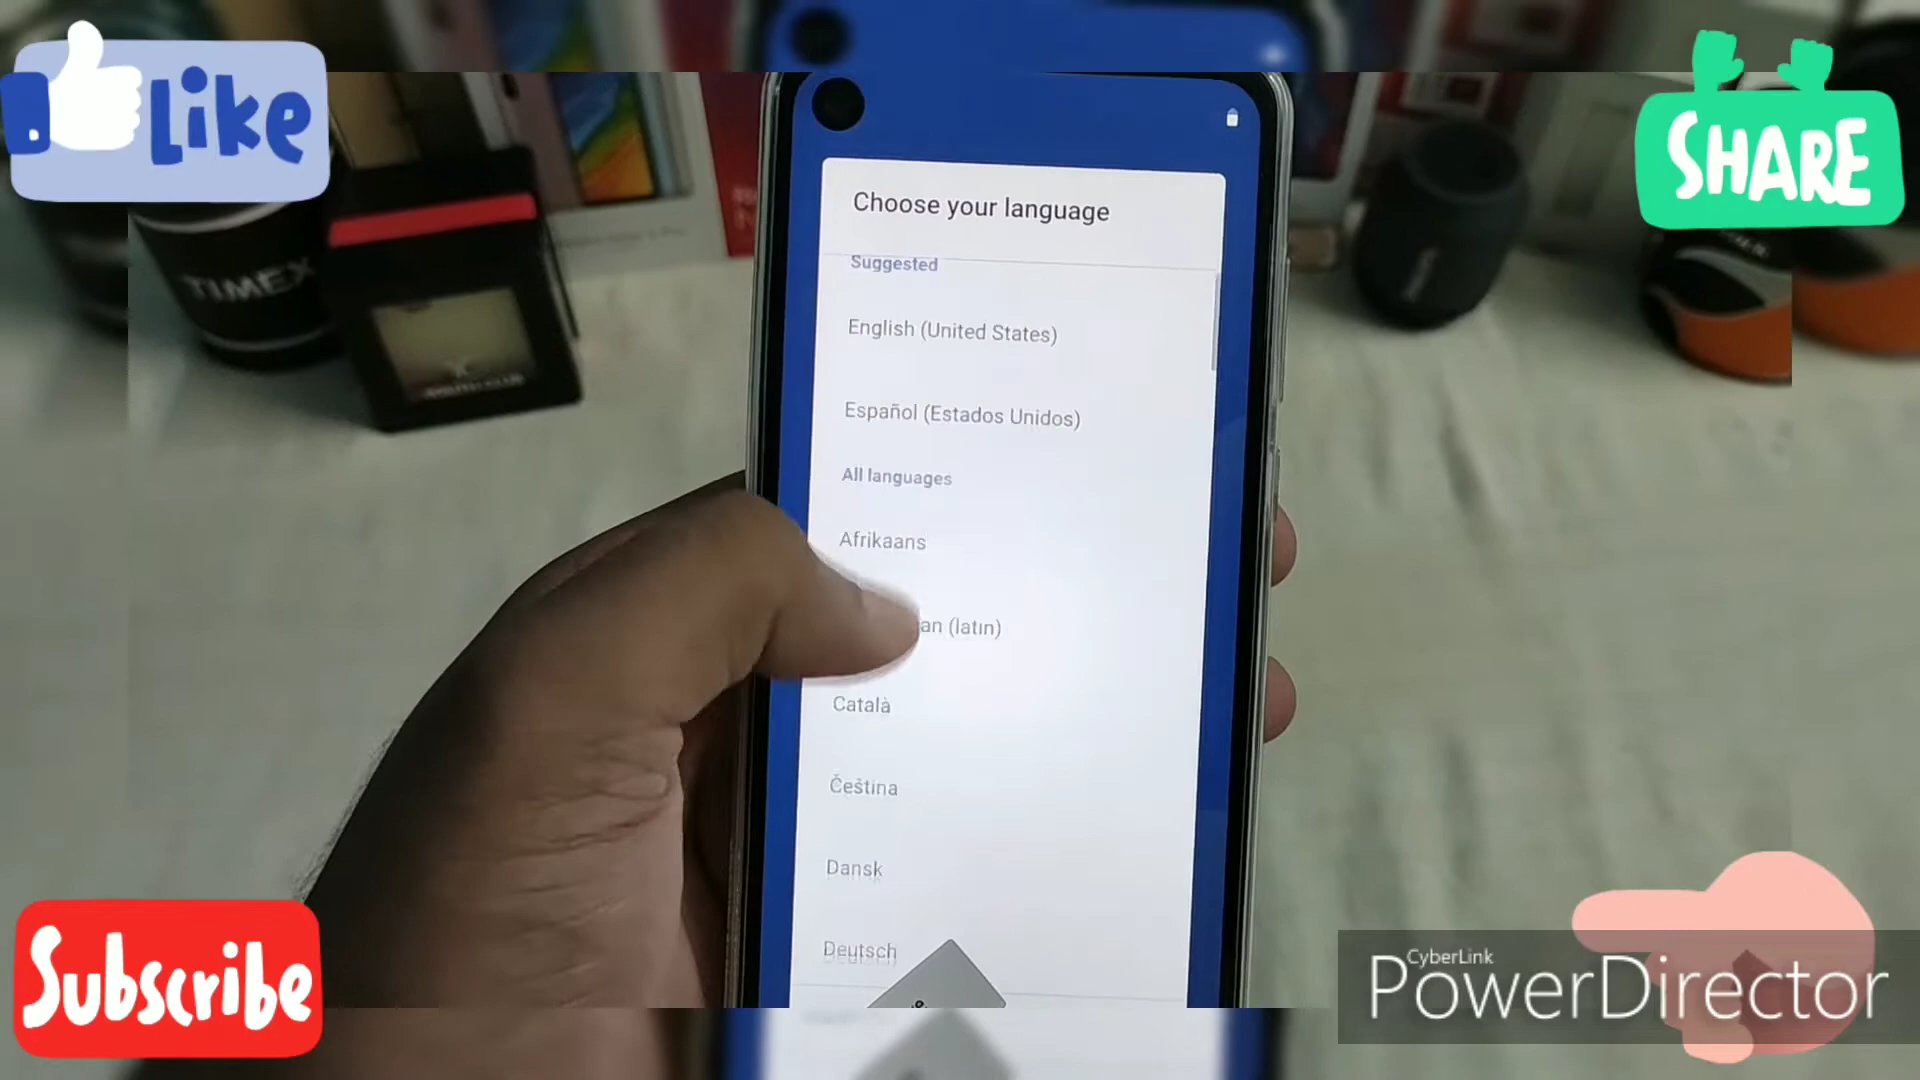 Like
SHARE
TIMEX
Choose your language
Suggested
English (United States)
Español (Estados Unidos)
All languages
Afrikaans
an (latın)
Català
Čeština
Dansk
Deutsch
Subscribe
CyberLink
PowerDirector